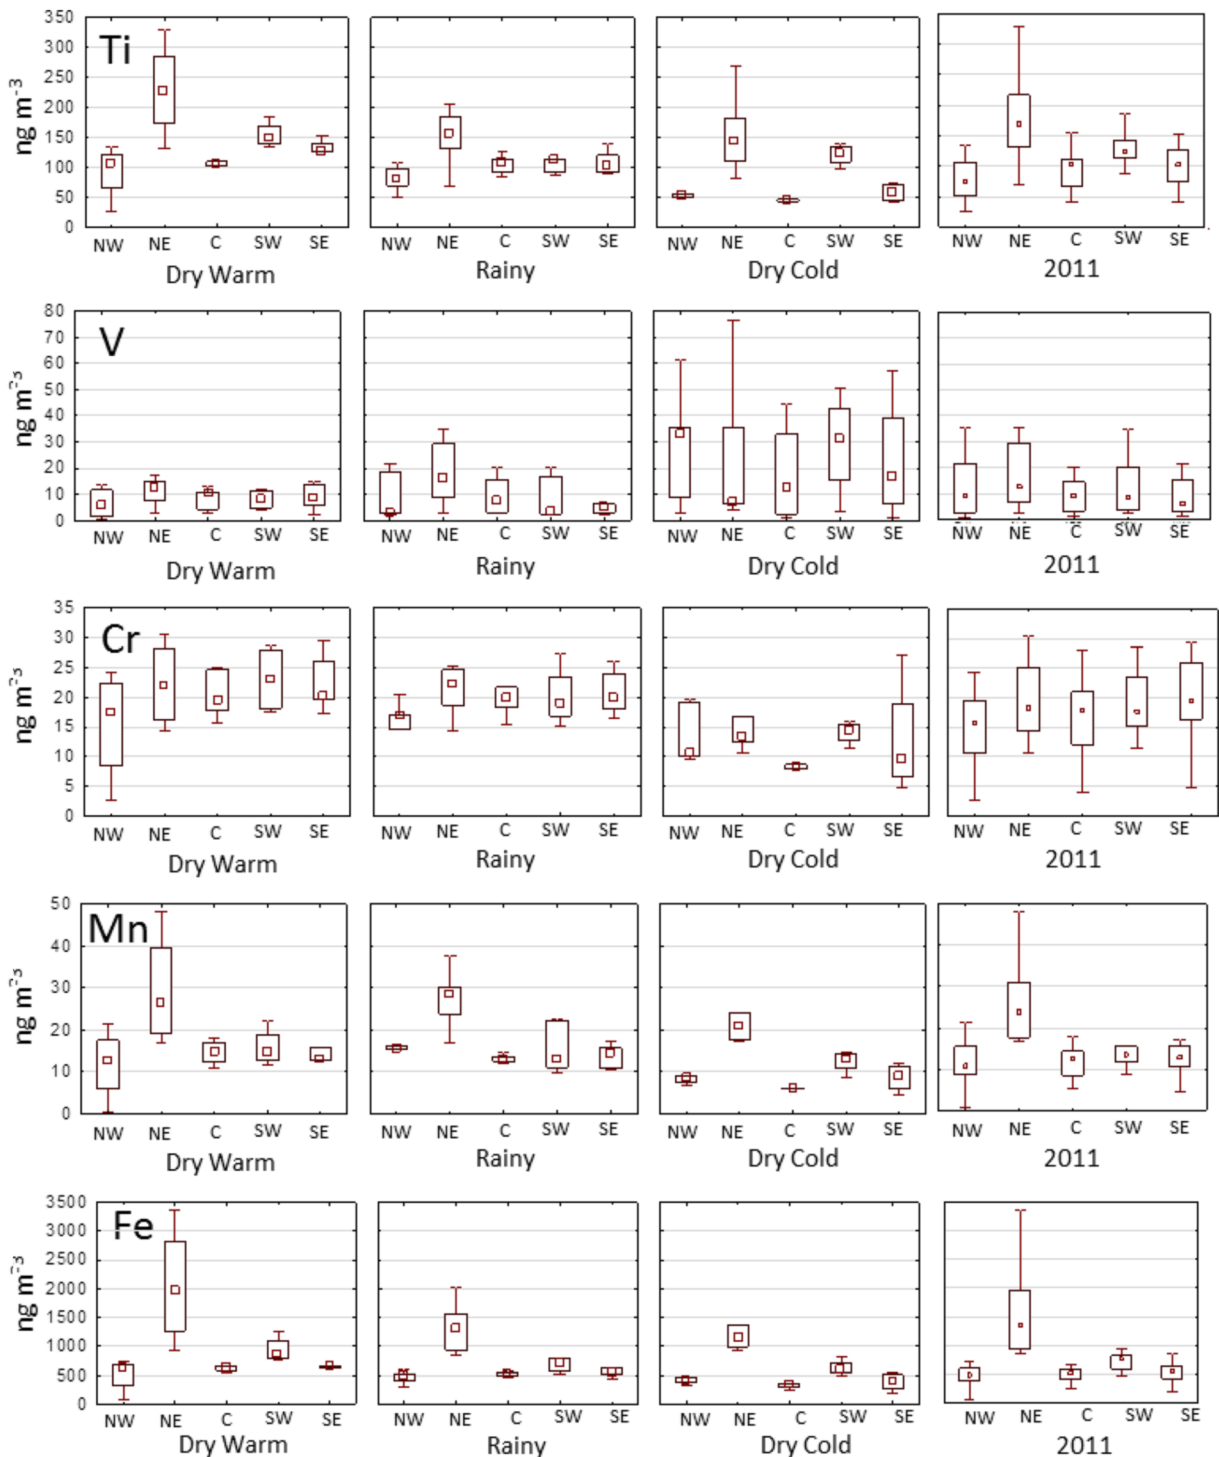 Ti
ng m⁻³
350
300
250
200
150
100
50
0
NW NE C SW SE
NW NE C SW SE
NW NE C SW SE
NW NE C SW SE
Dry Warm
Rainy
Dry Cold
2011
V
ng m⁻³
80
70
60
50
40
30
20
10
0
NW NE C SW SE
NW NE C SW SE
NW NE C SW SE
NW NE C SW SE
Dry Warm
Rainy
Dry Cold
2011
Cr
ng m⁻³
35
30
25
20
15
10
5
0
NW NE C SW SE
NW NE C SW SE
NW NE C SW SE
NW NE C SW SE
Dry Warm
Rainy
Dry Cold
2011
Mn
ng m⁻³
50
40
30
20
10
0
NW NE C SW SE
NW NE C SW SE
NW NE C SW SE
NW NE C SW SE
Dry Warm
Rainy
Dry Cold
2011
Fe
ng m⁻³
3500
3000
2500
2000
1500
1000
500
0
NW NE C SW SE
NW NE C SW SE
NW NE C SW SE
NW NE C SW SE
Dry Warm
Rainy
Dry Cold
2011